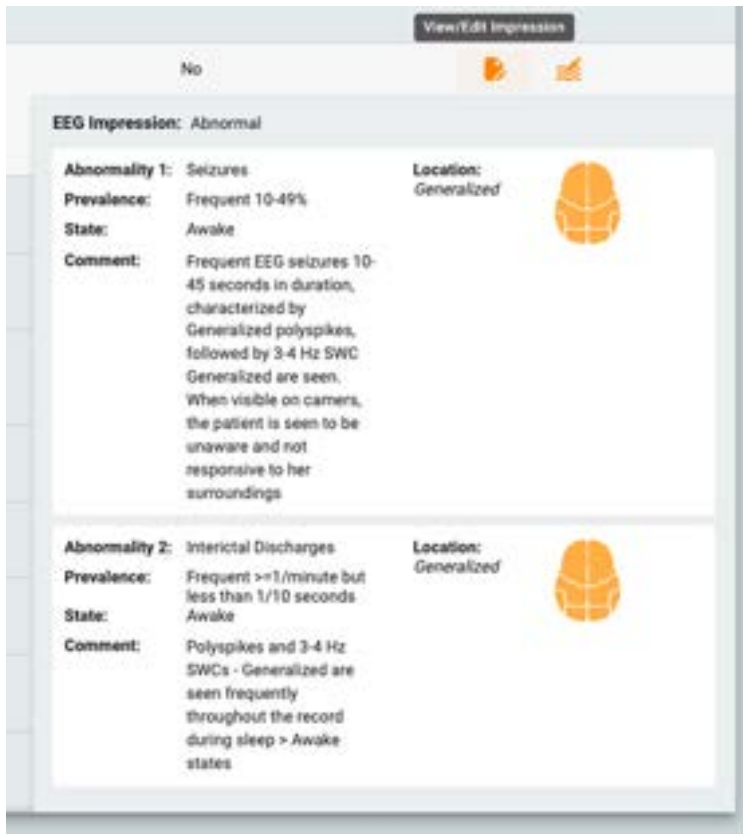 View/Edit Impression
No
EEG Impression: Abnormal
Abnormality 1: Seizures
Location:
Generalized
Prevalence: Frequent 10-49%
State: Awake
Comment: Frequent EEG seizures 10-
45 seconds in duration,
characterized by
Generalized polyspikes,
followed by 3-4 Hz SWC
Generalized are seen.
When visible on camers,
the patient is seen to be
unaware and not
responsive to her
surroundings
Abnormality 2: Interictal Discharges
Location:
Generalized
Prevalence: Frequent >=1/minute but
less than 1/10 seconds
State: Awake
Comment: Polyspikes and 3-4 Hz
SWCs - Generalized are
seen frequently
throughout the record
during sleep > Awake
states